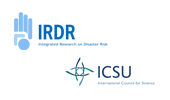 IRDR
Integrated Research on Disaster Risk
ICSU
International Council for Science